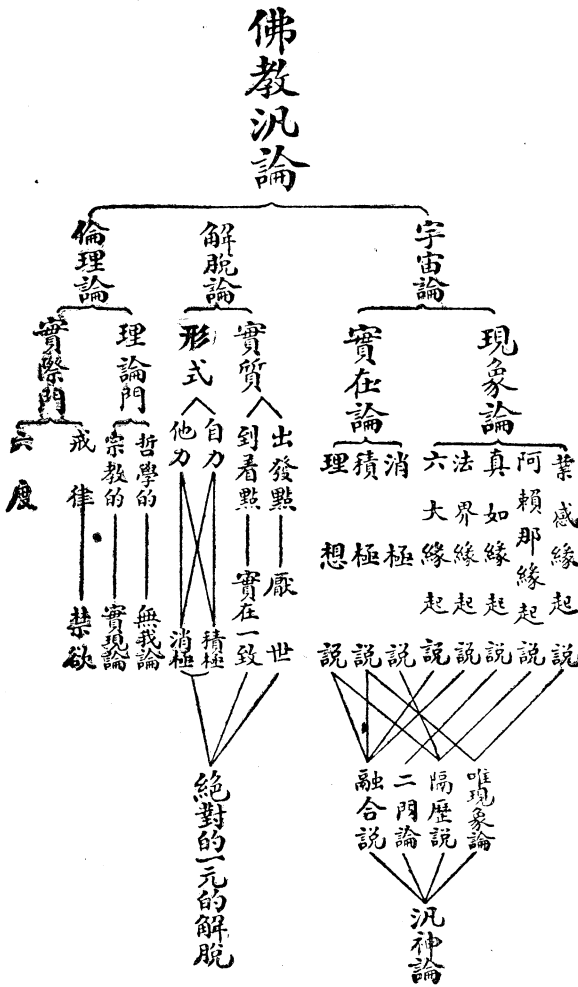 佛教汎論
宇宙論
解脫論
倫理論
現象論
實在論
實質
形式
理論門
實際門
業感緣起說
阿賴那緣起說
真如緣起說
法界緣起說
六大緣起說
消極說
積極說
理想說
出發點
到着點
自力
他力
哲學的
宗教的
戒律
六度
厭世
實在一致
積極
消極
無我論
實現論
禁欲
唯現象論
隔歷說
二門論
融合說
絕對的一元的解脫
汎神論